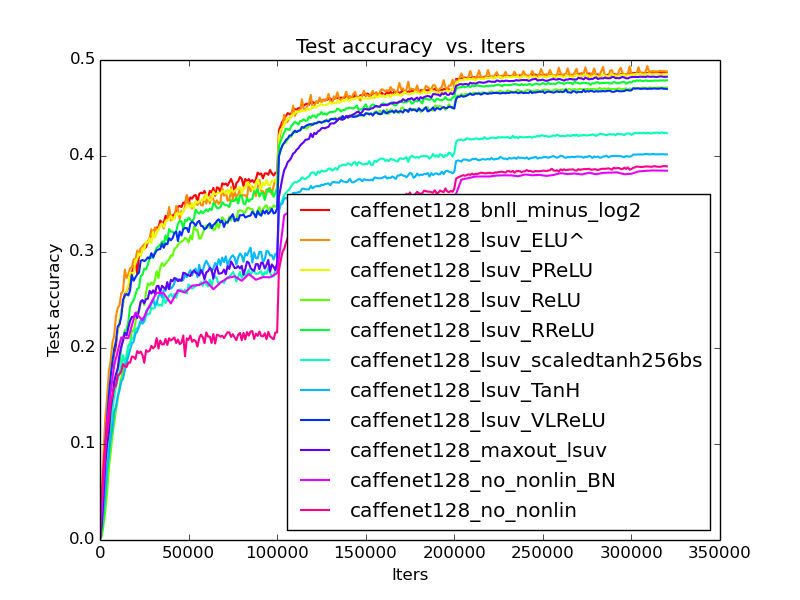 Test accuracy  vs. Iters
0.5
0.4
0.3
0.2
0.1
0.0
Test accuracy
caffenet128_bnll_minus_log2
caffenet128_lsuv_ELU^
caffenet128_lsuv_PReLU
caffenet128_lsuv_ReLU
caffenet128_lsuv_RReLU
caffenet128_lsuv_scaledtanh256bs
caffenet128_lsuv_TanH
caffenet128_lsuv_VLReLU
caffenet128_maxout_lsuv
caffenet128_no_nonlin_BN
caffenet128_no_nonlin
0 50000 100000 150000 200000 250000 300000 350000
Iters